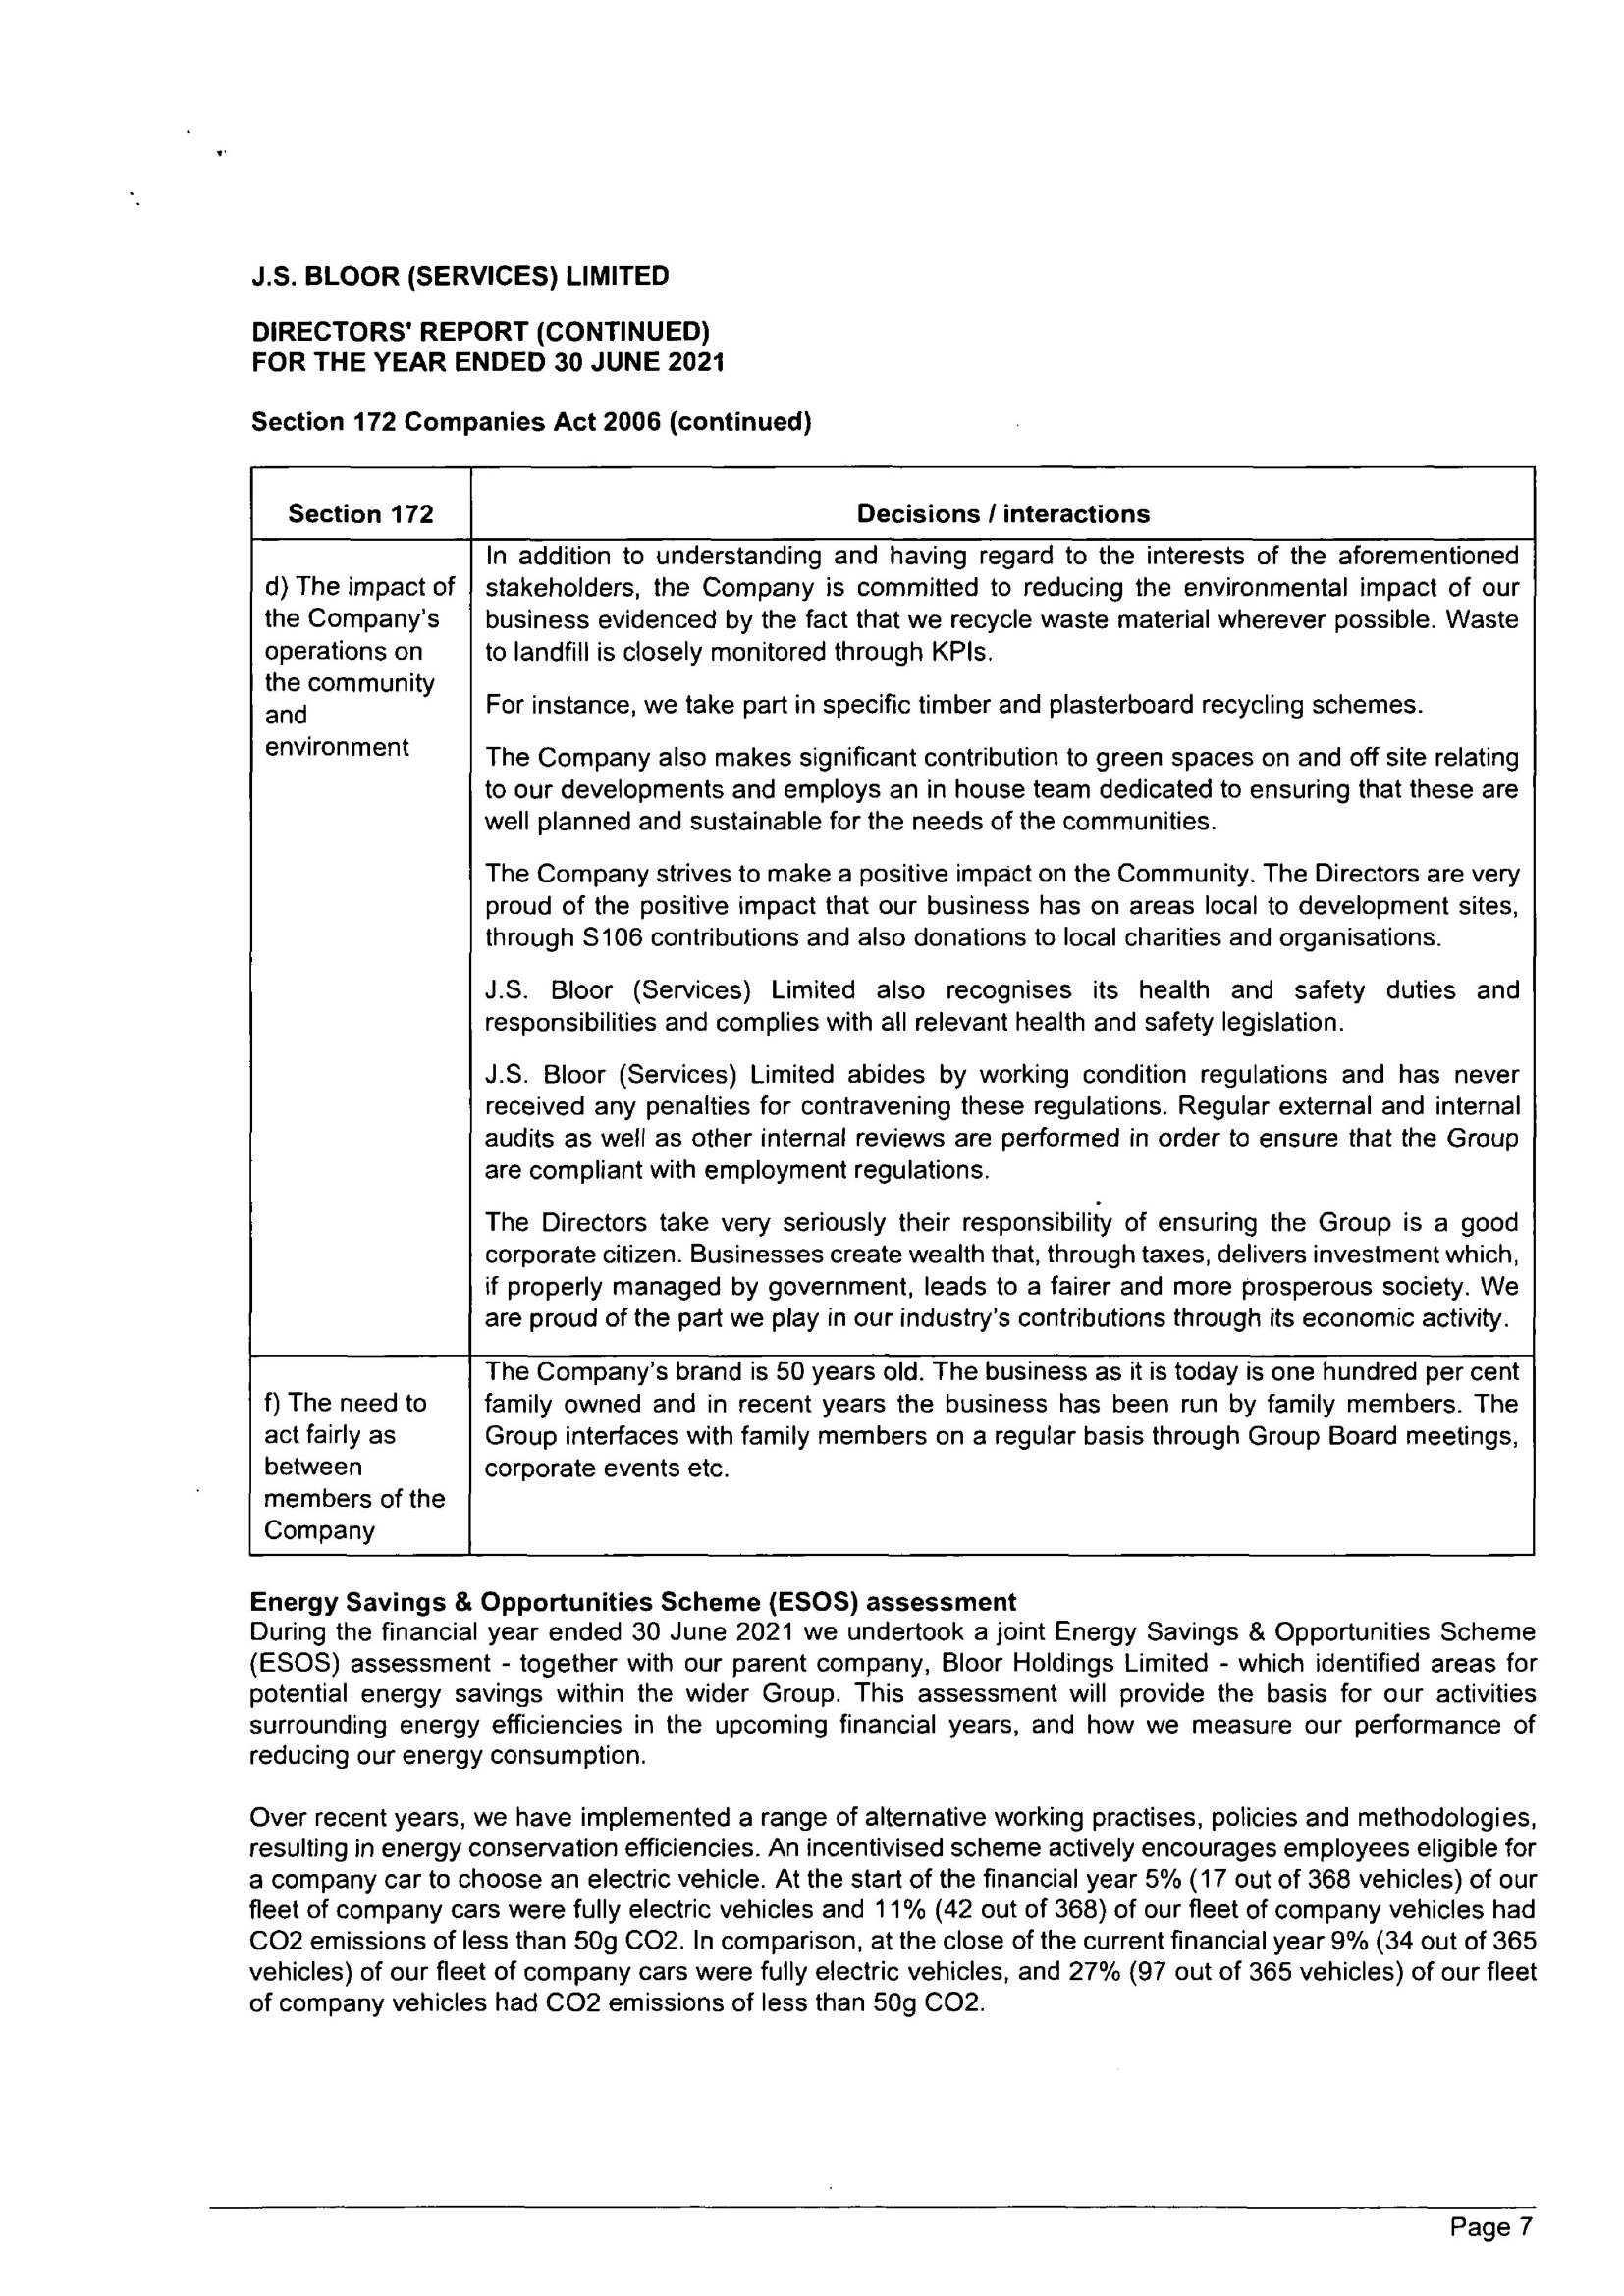 J.S. BLOOR (SERVICES) LIMITED
DIRECTORS' REPORT (CONTINUED)
FOR THE YEAR ENDED 30 JUNE 2021
Section 172 Companies Act 2006 (continued)
Section 172
Decisions / interactions
d) The impact of
the Company's
operations on
the community
and
environment
In addition to understanding and having regard to the interests of the aforementioned
stakeholders, the Company is committed to reducing the environmental impact of our
business evidenced by the fact that we recycle waste material wherever possible. Waste
to landfill is closely monitored through KPIs.
For instance, we take part in specific timber and plasterboard recycling schemes.
The Company also makes significant contribution to green spaces on and off site relating
to our developments and employs an in house team dedicated to ensuring that these are
well planned and sustainable for the needs of the communities.
The Company strives to make a positive impact on the Community. The Directors are very
proud of the positive impact that our business has on areas local to development sites,
through S106 contributions and also donations to local charities and organisations.
J.S. Bloor (Services) Limited also recognises its health and safety duties and
responsibilities and complies with all relevant health and safety legislation.
J.S. Bloor (Services) Limited abides by working condition regulations and has never
received any penalties for contravening these regulations. Regular external and internal
audits as well as other internal reviews are performed in order to ensure that the Group
are compliant with employment regulations.
The Directors take very seriously their responsibility of ensuring the Group is a good
corporate citizen. Businesses create wealth that, through taxes, delivers investment which,
if properly managed by government, leads to a fairer and more prosperous society. We
are proud of the part we play in our industry's contributions through its economic activity.
f) The need to
act fairly as
between
members of the
Company
The Company's brand is 50 years old. The business as it is today is one hundred per cent
family owned and in recent years the business has been run by family members. The
Group interfaces with family members on a regular basis through Group Board meetings,
corporate events etc.
Energy Savings & Opportunities Scheme (ESOS) assessment
During the financial year ended 30 June 2021 we undertook a joint Energy Savings & Opportunities Scheme
(ESOS) assessment - together with our parent company, Bloor Holdings Limited - which identified areas for
potential energy savings within the wider Group. This assessment will provide the basis for our activities
surrounding energy efficiencies in the upcoming financial years, and how we measure our performance of
reducing our energy consumption.
Over recent years, we have implemented a range of alternative working practises, policies and methodologies,
resulting in energy conservation efficiencies. An incentivised scheme actively encourages employees eligible for
a company car to choose an electric vehicle. At the start of the financial year 5% (17 out of 368 vehicles) of our
fleet of company cars were fully electric vehicles and 11% (42 out of 368) of our fleet of company vehicles had
CO2 emissions of less than 50g CO2. In comparison, at the close of the current financial year 9% (34 out of 365
vehicles) of our fleet of company cars were fully electric vehicles, and 27% (97 out of 365 vehicles) of our fleet
of company vehicles had CO2 emissions of less than 50g CO2.
Page 7